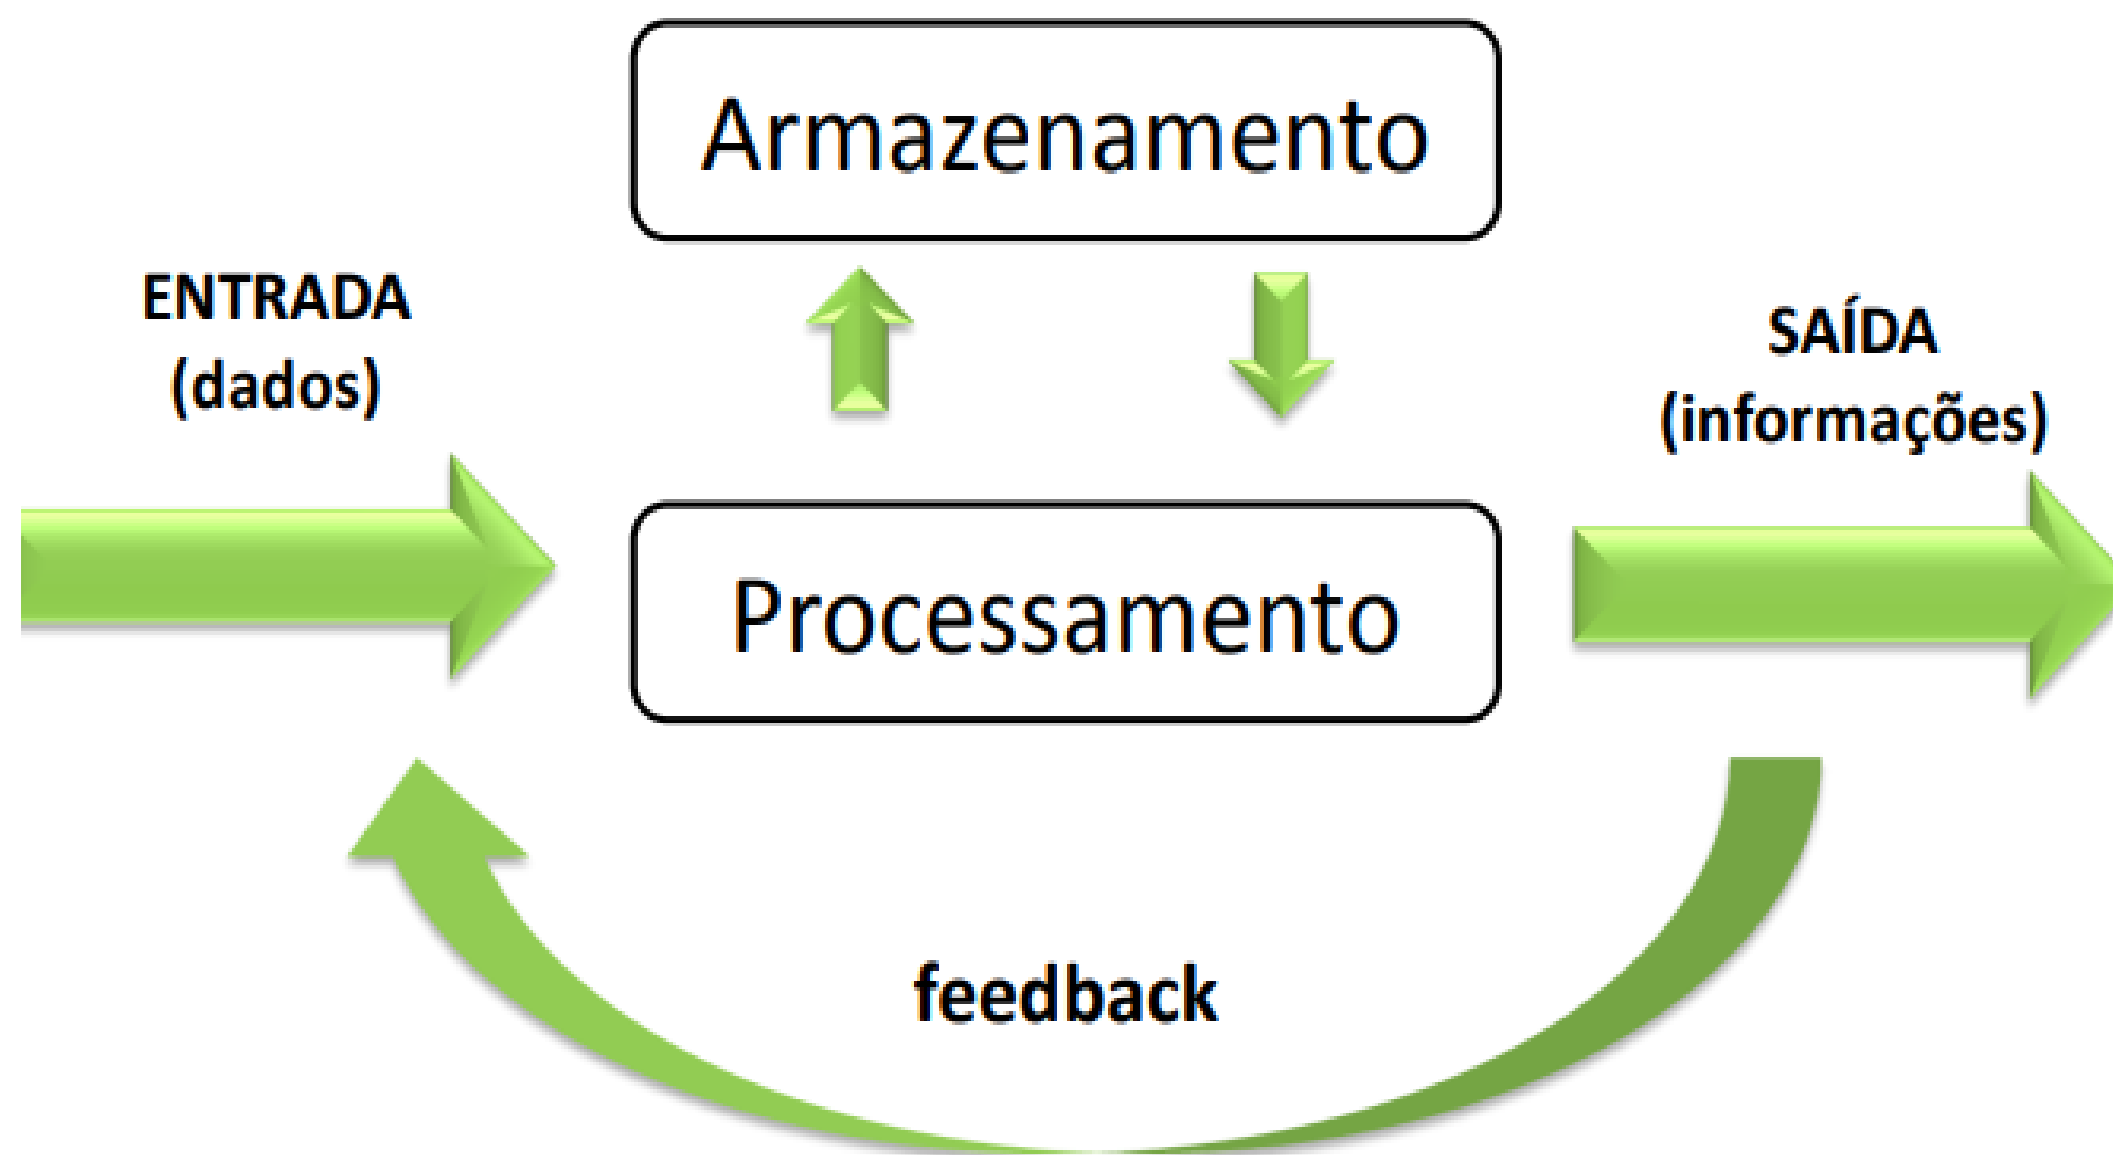 Armazenamento
ENTRADA
(dados)
SAÍDA
(informações)
Processamento
feedback